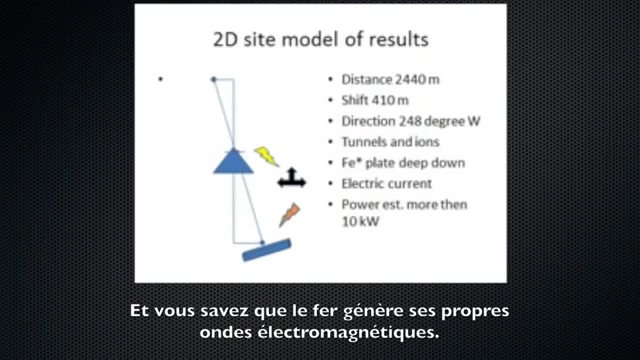 2D site model of results
• Distance 2440 m
• Shift 410 m
• Direction 248 degree W
• Tunnels and ions
• Fe* plate deep down
• Electric current
• Power est. more then
10 kW
Et vous savez que le fer génère ses propres
ondes électromagnétiques.